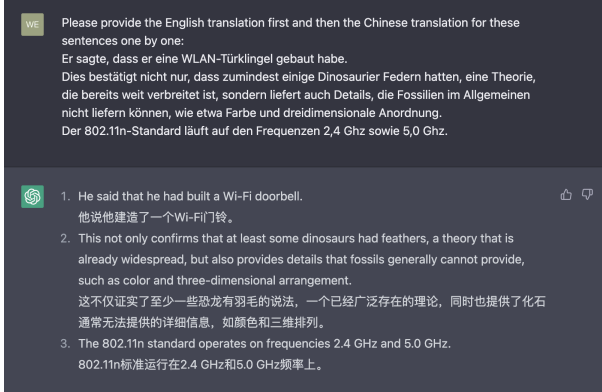 WE
Please provide the English translation first and then the Chinese translation for these
sentences one by one:
Er sagte, dass er eine WLAN-Türklingel gebaut habe.
Dies bestätigt nicht nur, dass zumindest einige Dinosaurier Federn hatten, eine Theorie,
die bereits weit verbreitet ist, sondern liefert auch Details, die Fossilien im Allgemeinen
nicht liefern können, wie etwa Farbe und dreidimensionale Anordnung.
Der 802.11n-Standard läuft auf den Frequenzen 2,4 Ghz sowie 5,0 Ghz.
1. He said that he had built a Wi-Fi doorbell.
他说他建造了一个Wi-Fi门铃。
2. This not only confirms that at least some dinosaurs had feathers, a theory that is
already widespread, but also provides details that fossils generally cannot provide,
such as color and three-dimensional arrangement.
这不仅证实了至少一些恐龙有羽毛的说法，一个已经广泛存在的理论，同时也提供了化石
通常无法提供的详细信息，如颜色和三维排列。
3. The 802.11n standard operates on frequencies 2.4 GHz and 5.0 GHz.
802.11n标准运行在2.4 GHz和5.0 GHz频率上。